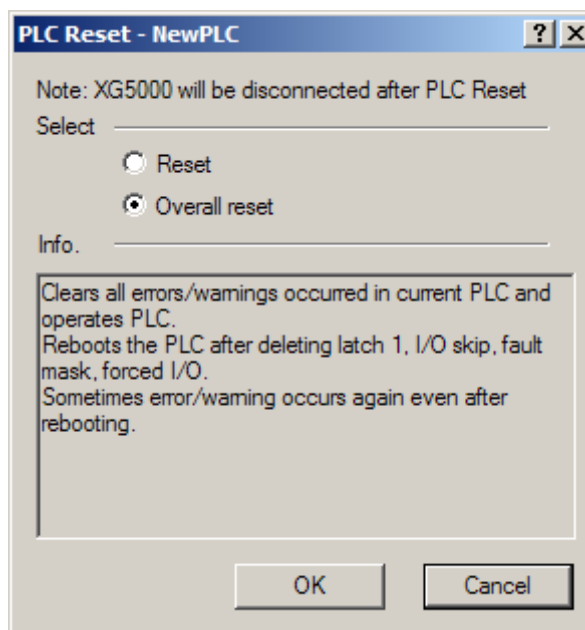 PLC Reset - NewPLC
Note: XG5000 will be disconnected after PLC Reset
Select
Reset
Overall reset
Info.
Clears all errors/warnings occurred in current PLC and
operates PLC.
Reboots the PLC after deleting latch 1, I/O skip, fault
mask, forced I/O.
Sometimes error/warning occurs again even after
rebooting.
OK
Cancel